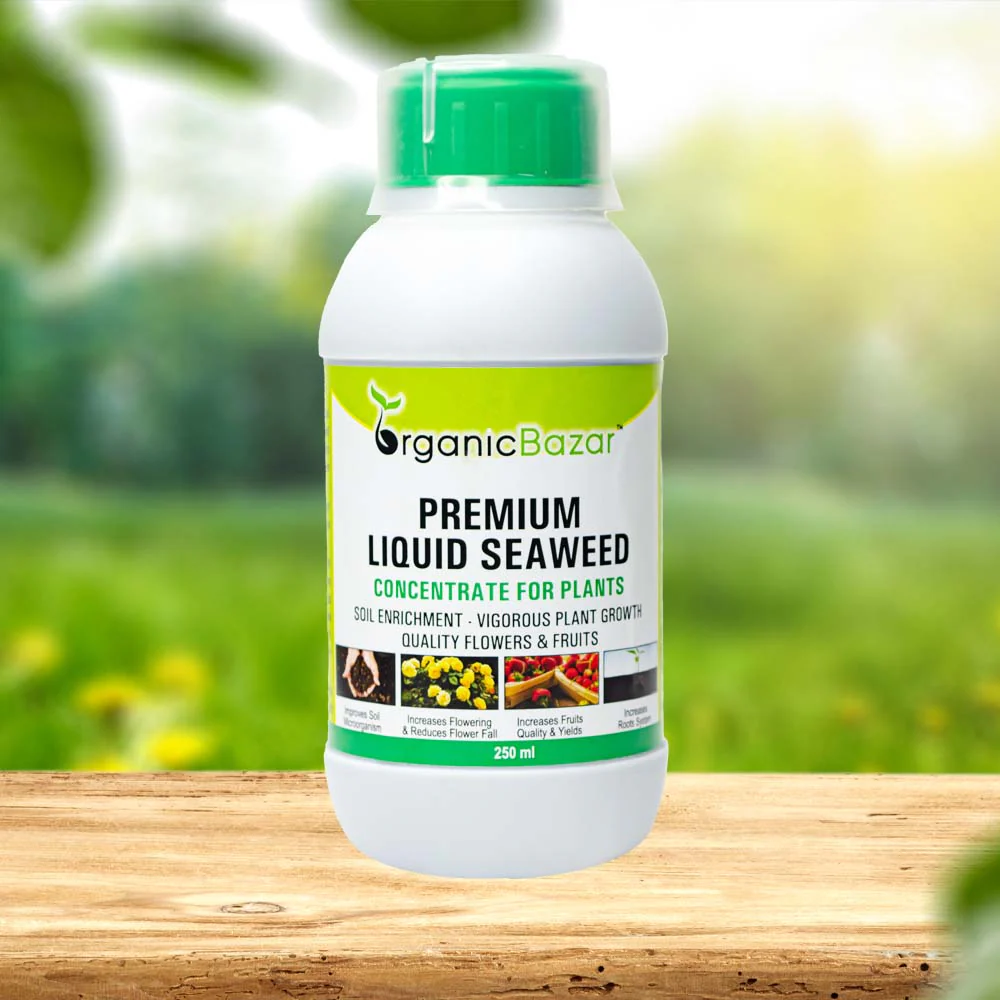 OrganicBazar™
PREMIUM
LIQUID SEAWEED
CONCENTRATE FOR PLANTS
SOIL ENRICHMENT - VIGOROUS PLANT GROWTH
QUALITY FLOWERS & FRUITS
Improves Soil
Microorganism
Increases Flowering
& Reduces Flower Fall
Increases Fruits
Quality & Yields
Increases
Roots System
250 ml